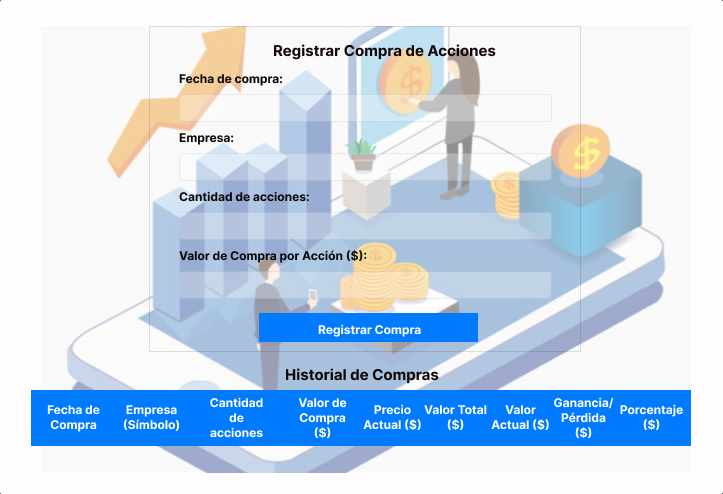 Registrar Compra de Acciones
Fecha de compra:
Empresa:
Cantidad de acciones:
Valor de Compra por Acción ($):
Registrar Compra
Historial de Compras
Fecha de Compra
Empresa (Símbolo)
Cantidad de acciones
Valor de Compra ($)
Precio Actual ($)
Valor Total ($)
Valor Actual ($)
Ganancia/ Pérdida ($)
Porcentaje ($)